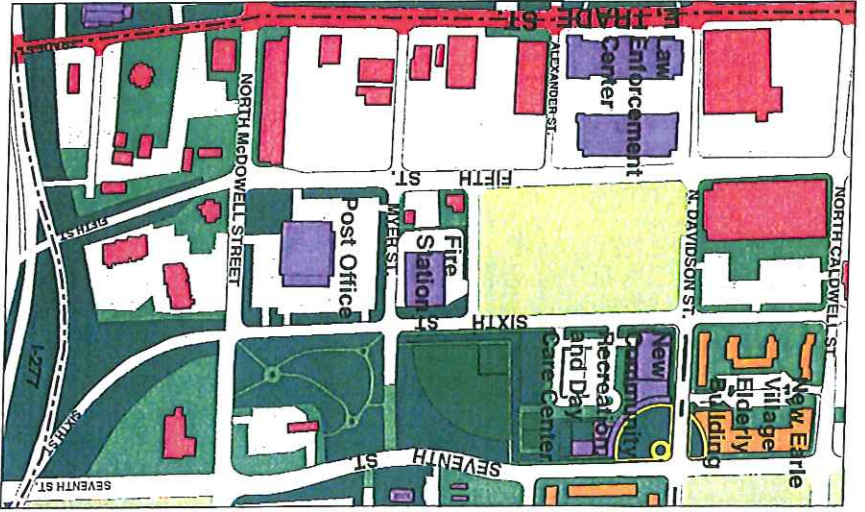 E. TRADE ST.
Law
Enforcement
Center
ALEXANDER ST.
NORTH McDOWELL STREET
FIFTH ST.
FIFTH ST.
N. DAVIDSON ST.
NORTH CALDWELL ST.
Post Office
MYER ST.
Fire
Station
SIXTH ST.
I-277
SIXTH ST.
New
Community
Recreation
and Day
Care Center
New Earle
Village
Elderly
Building
SEVENTH ST.
SEVENTH ST.